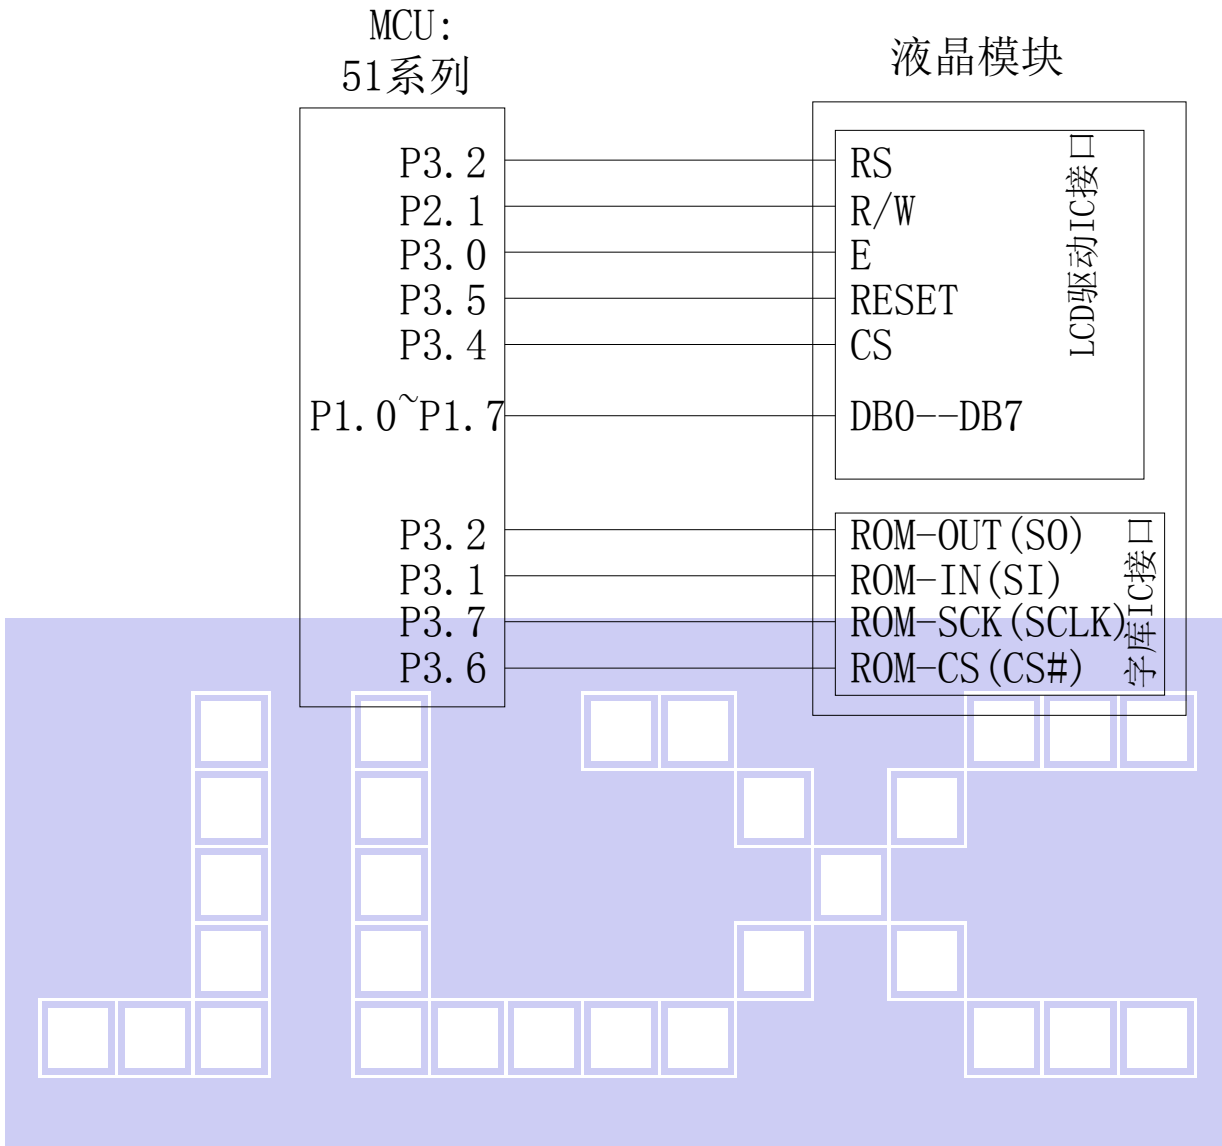 MCU:
51系列
液晶模块
P3.2 RS
P2.1 R/W
P3.0 E
P3.5 RESET
P3.4 CS
P1.0~P1.7 DB0--DB7
LCD驱动IC接口
P3.2 ROM-OUT(SO)
P3.1 ROM-IN(SI)
P3.7 ROM-SCK(SCLK)
P3.6 ROM-CS(CS#)
字库IC接口
JLX